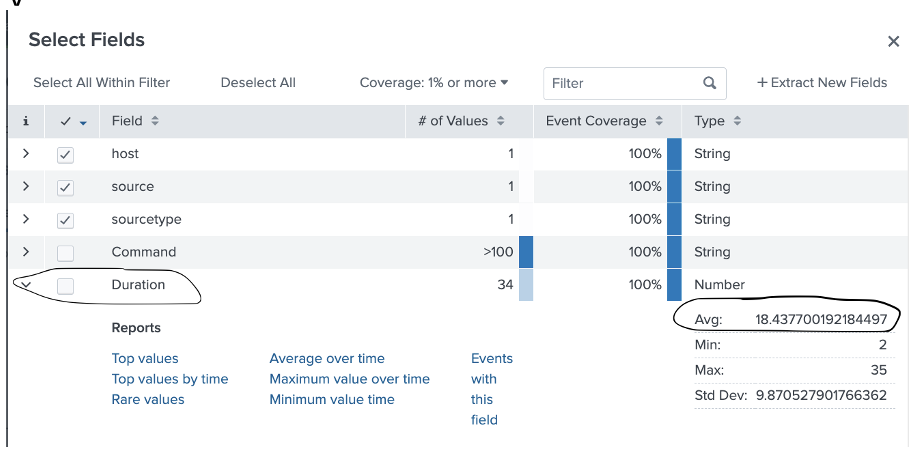 Select Fields
Select All Within Filter Deselect All Coverage: 1% or more Filter + Extract New Fields
i Field # of Values Event Coverage Type
host 1 100% String
source 1 100% String
sourcetype 1 100% String
Command >100 100% String
Duration 34 100% Number
Reports Avg: 18.437700192184497
Min: 2
Top values Average over time Events
Top values by time Maximum value over time with
Max: 35
Rare values Minimum value time this
Std Dev: 9.870527901766362
field